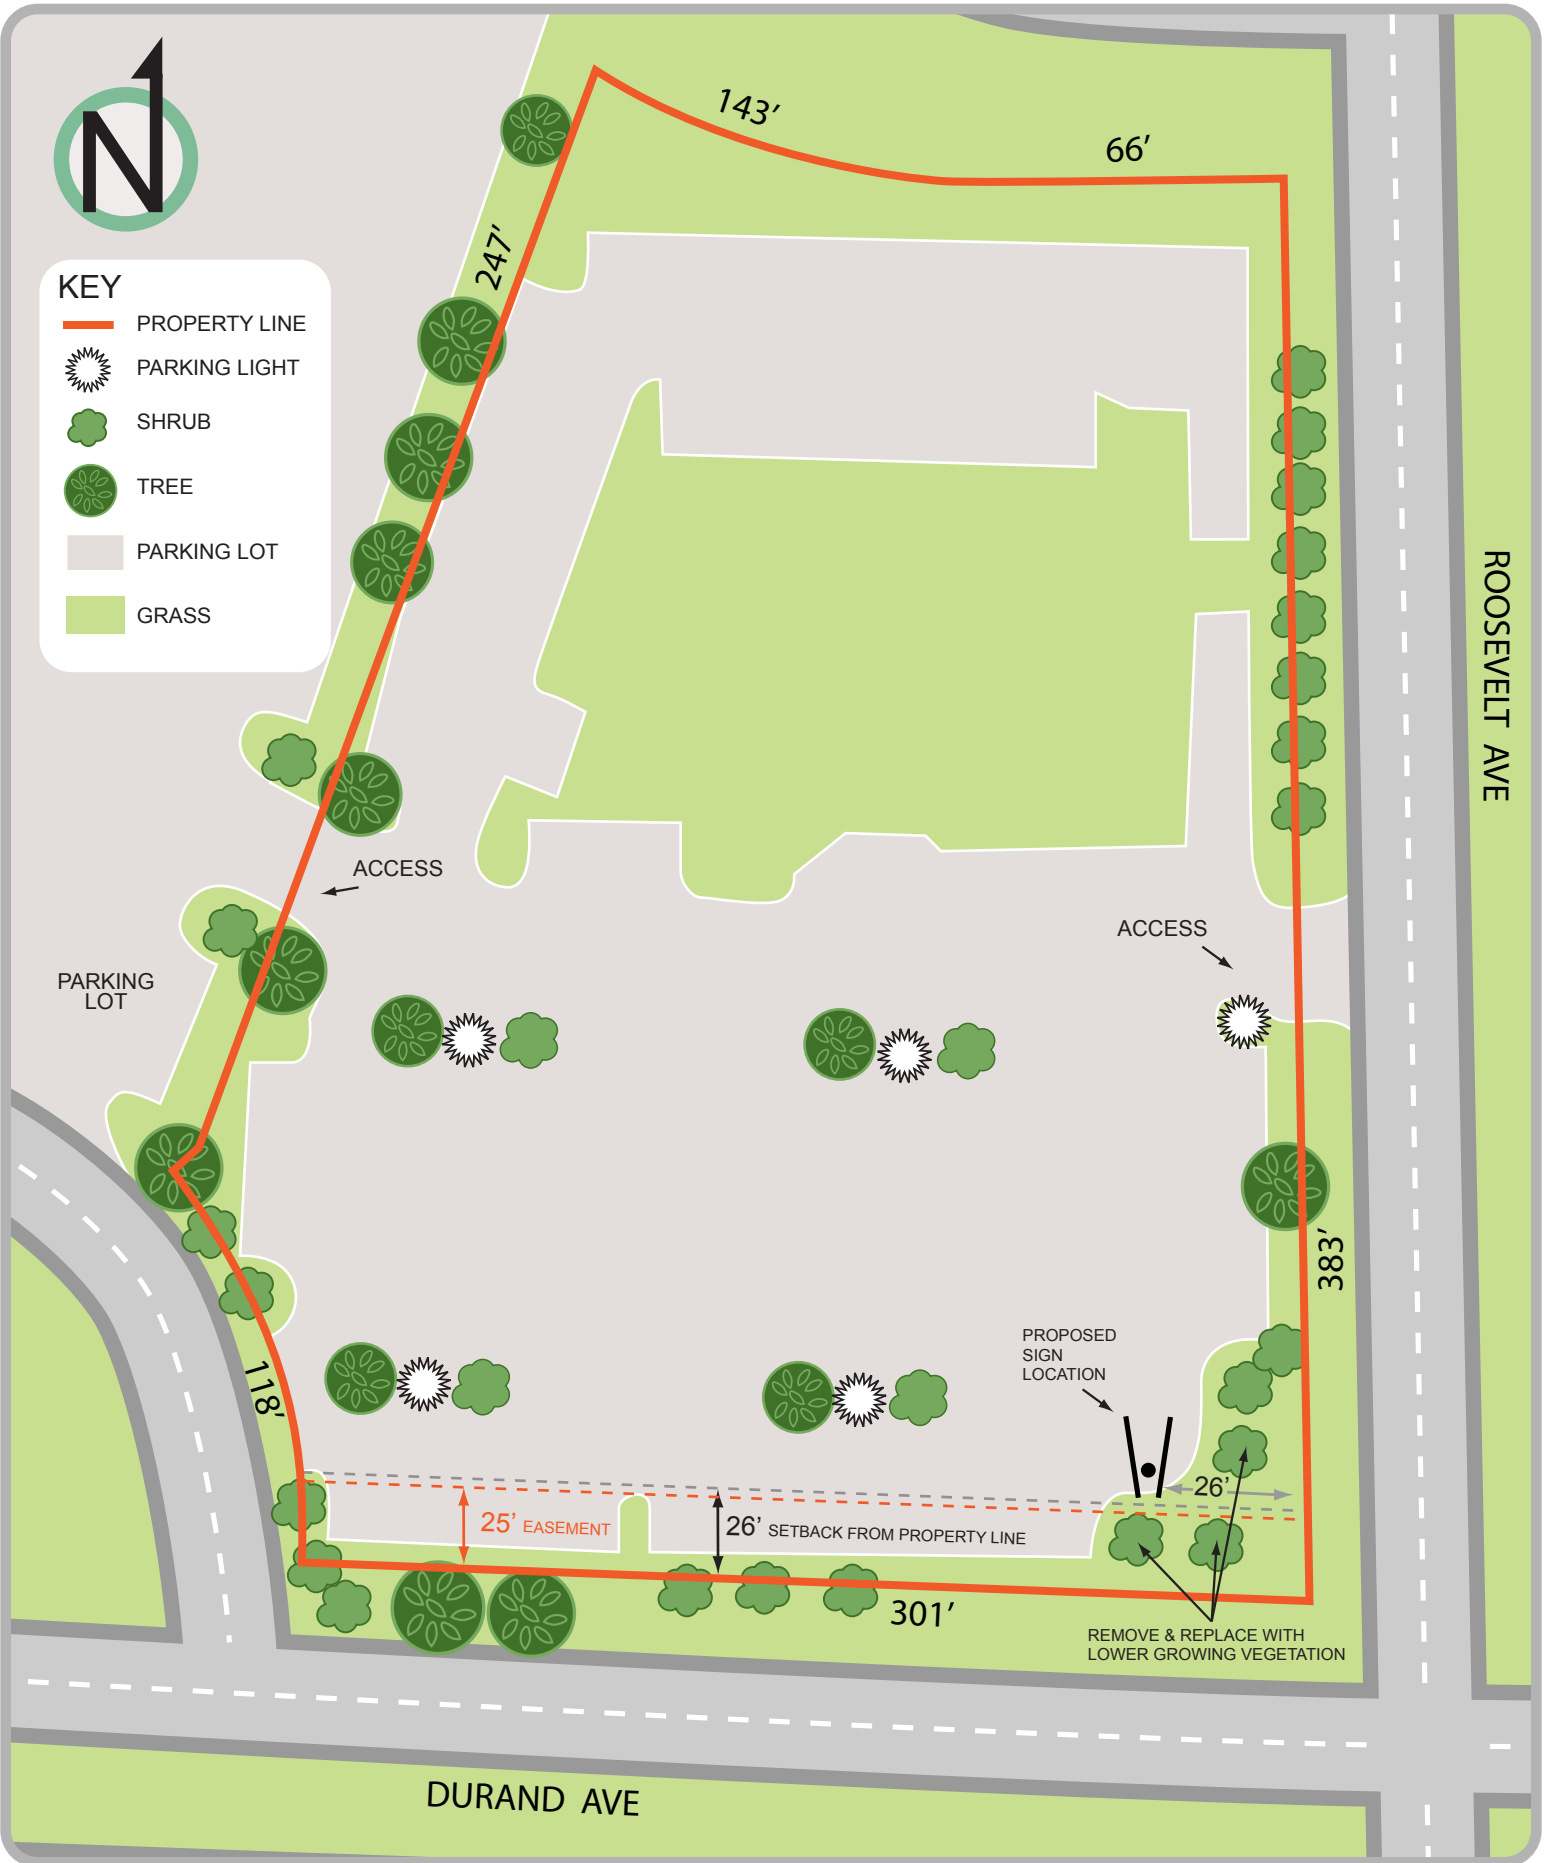 N
143'
66'
247'
KEY
PROPERTY LINE
PARKING LIGHT
SHRUB
TREE
PARKING LOT
GRASS
ROOSEVELT AVE
ACCESS
ACCESS
PARKING
LOT
383'
118'
PROPOSED
SIGN
LOCATION
26'
25' EASEMENT
26' SETBACK FROM PROPERTY LINE
301'
REMOVE & REPLACE WITH
LOWER GROWING VEGETATION
DURAND AVE